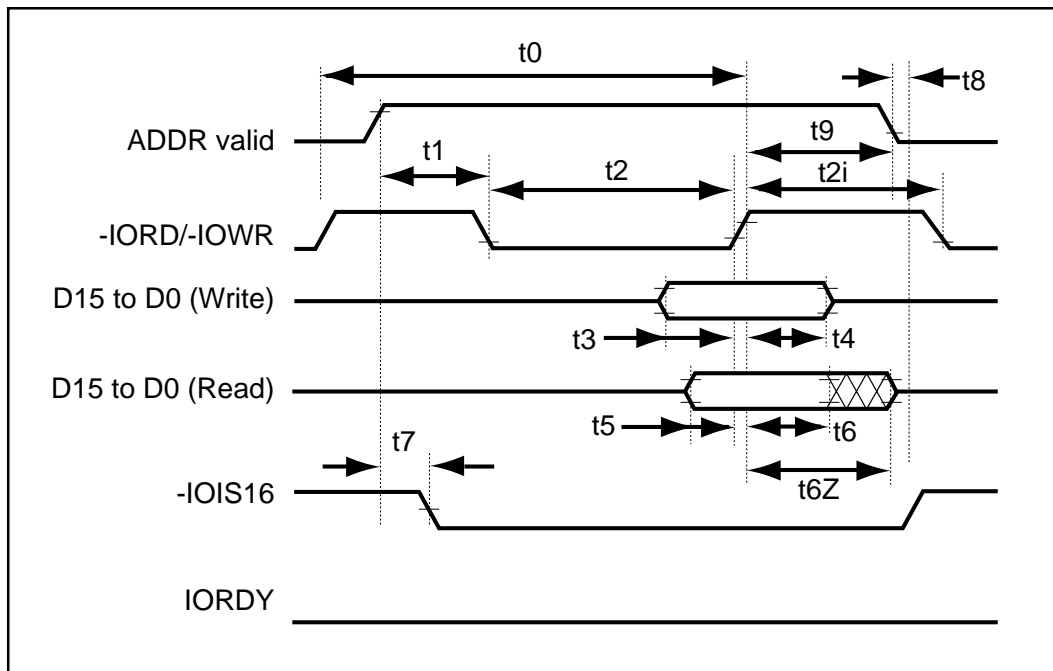 t0
t8
ADDR valid
t9
t1
t2
t2i
-IORD/-IOWR
D15 to D0 (Write)
t3
t4
D15 to D0 (Read)
t5
t6
t7
t6Z
-IOIS16
IORDY